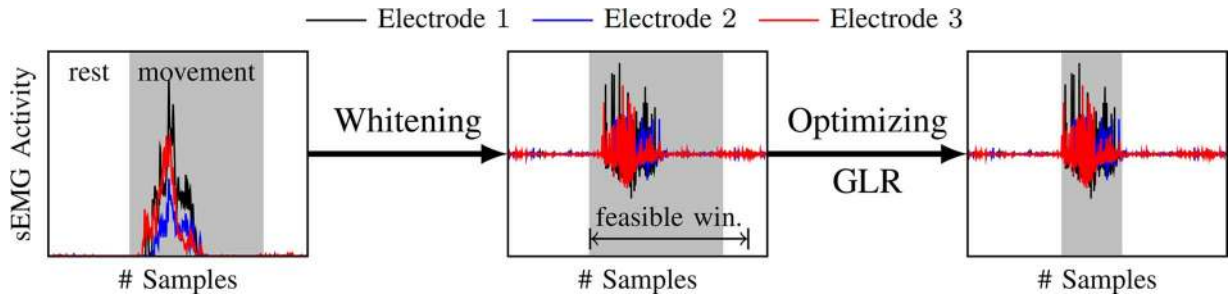 Electrode 1 Electrode 2 Electrode 3
rest movement
sEMG Activity
Whitening
Optimizing
GLR
feasible win.
# Samples # Samples # Samples